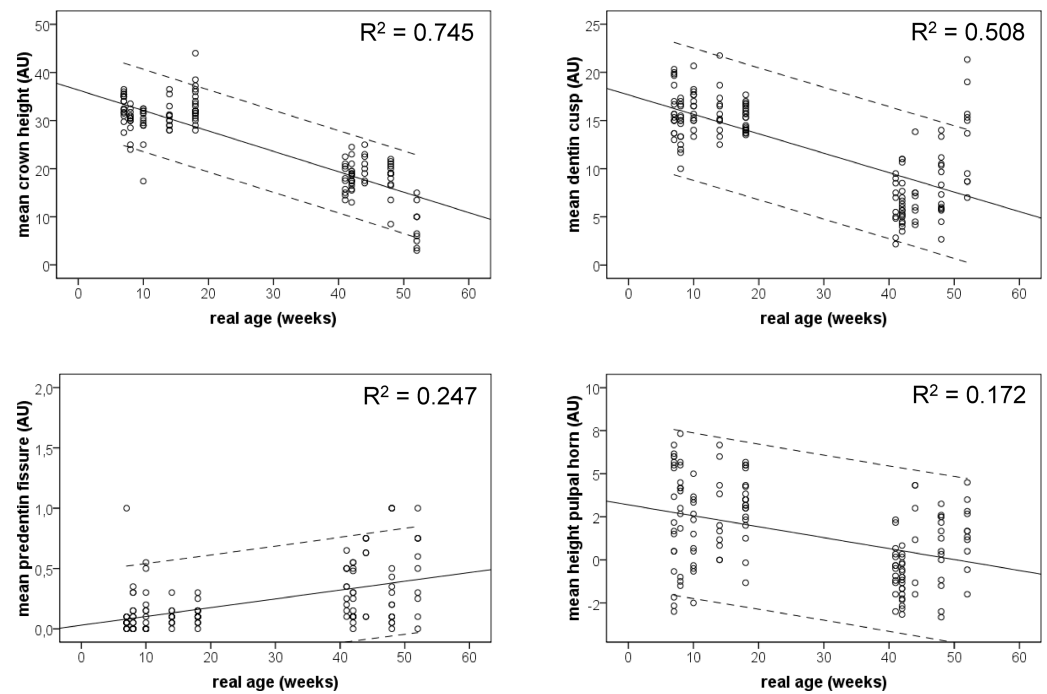 R² = 0.745
mean crown height (AU)
50
40
30
20
10
0
0 10 20 30 40 50 60
real age (weeks)
R² = 0.508
mean dentin cusp (AU)
25
20
15
10
5
0
0 10 20 30 40 50 60
real age (weeks)
R² = 0.247
mean predentin fissure (AU)
2,0
1,5
1,0
0,5
0,0
0 10 20 30 40 50 60
real age (weeks)
R² = 0.172
mean height pulpal horn (AU)
10
8
5
2
0
-2
0 10 20 30 40 50 60
real age (weeks)